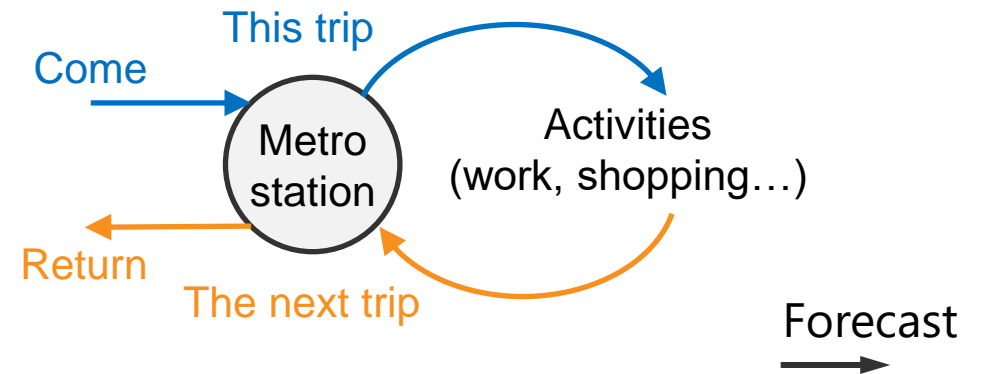 This trip
Come
Metro
station
Activities
(work, shopping…)
Return
The next trip
Forecast